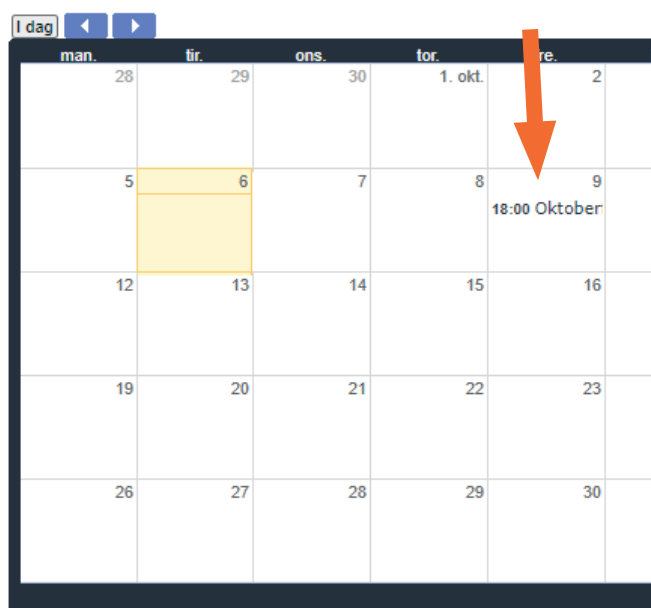 I dag
man. tir. ons. tor. re.
28 29 30 1. okt. 2
5 6 7 8 9
18:00 Oktober
12 13 14 15 16
19 20 21 22 23
26 27 28 29 30